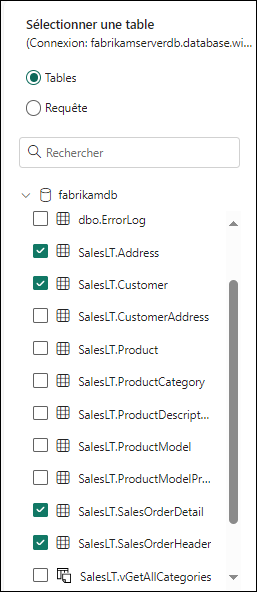 Sélectionner une table
(Connexion: fabrikamserverdb.database.wi...
Tables
Requête
Rechercher
fabrikamdb
dbo.ErrorLog
SalesLT.Address
SalesLT.Customer
SalesLT.CustomerAddress
SalesLT.Product
SalesLT.ProductCategory
SalesLT.ProductDescript...
SalesLT.ProductModel
SalesLT.ProductModelPr...
SalesLT.SalesOrderDetail
SalesLT.SalesOrderHeader
SalesLT.vGetAllCategories